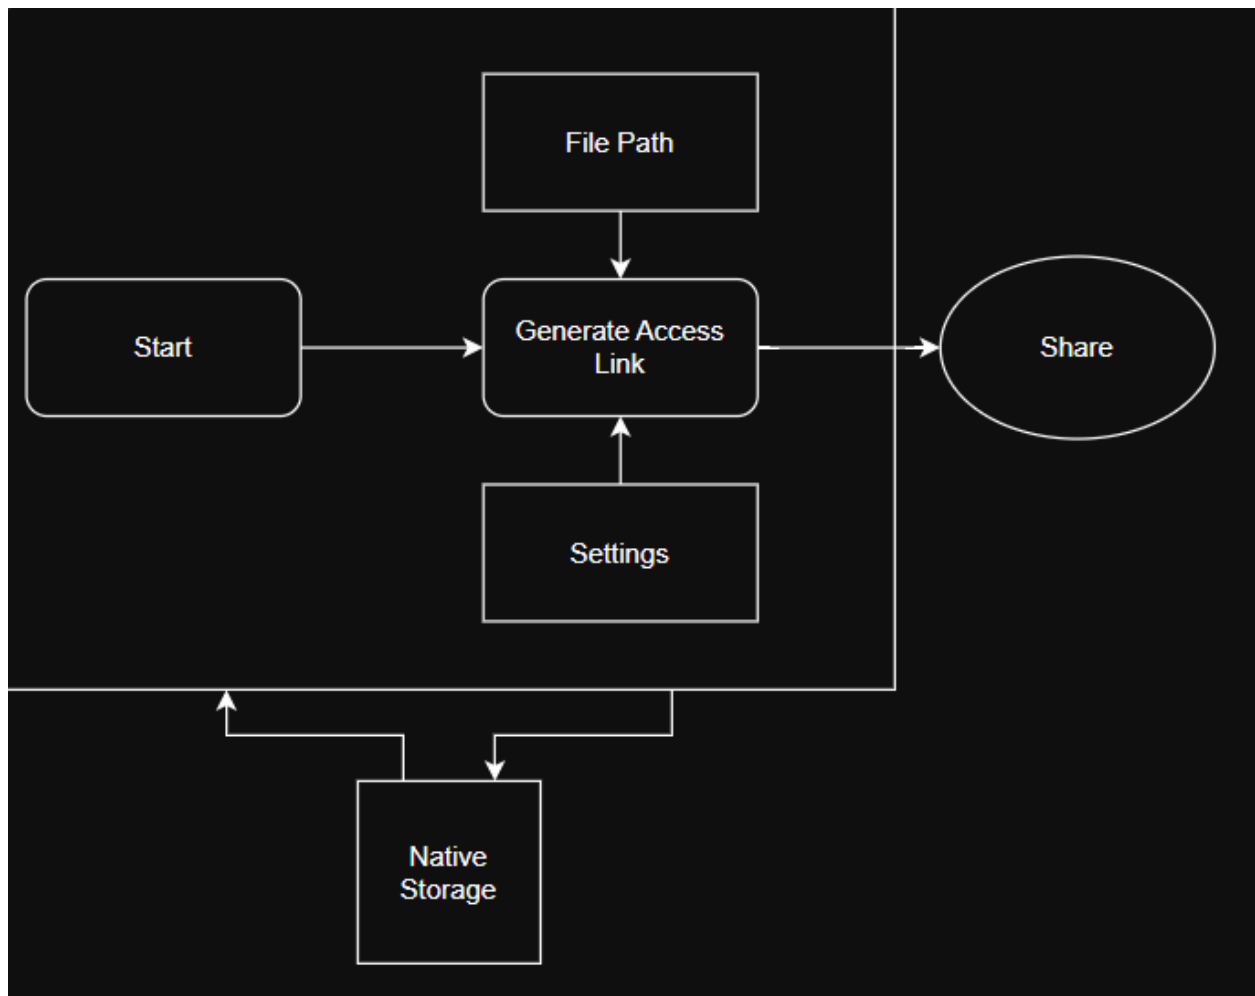 File Path
Start
Generate Access
Link
Share
Settings
Native
Storage